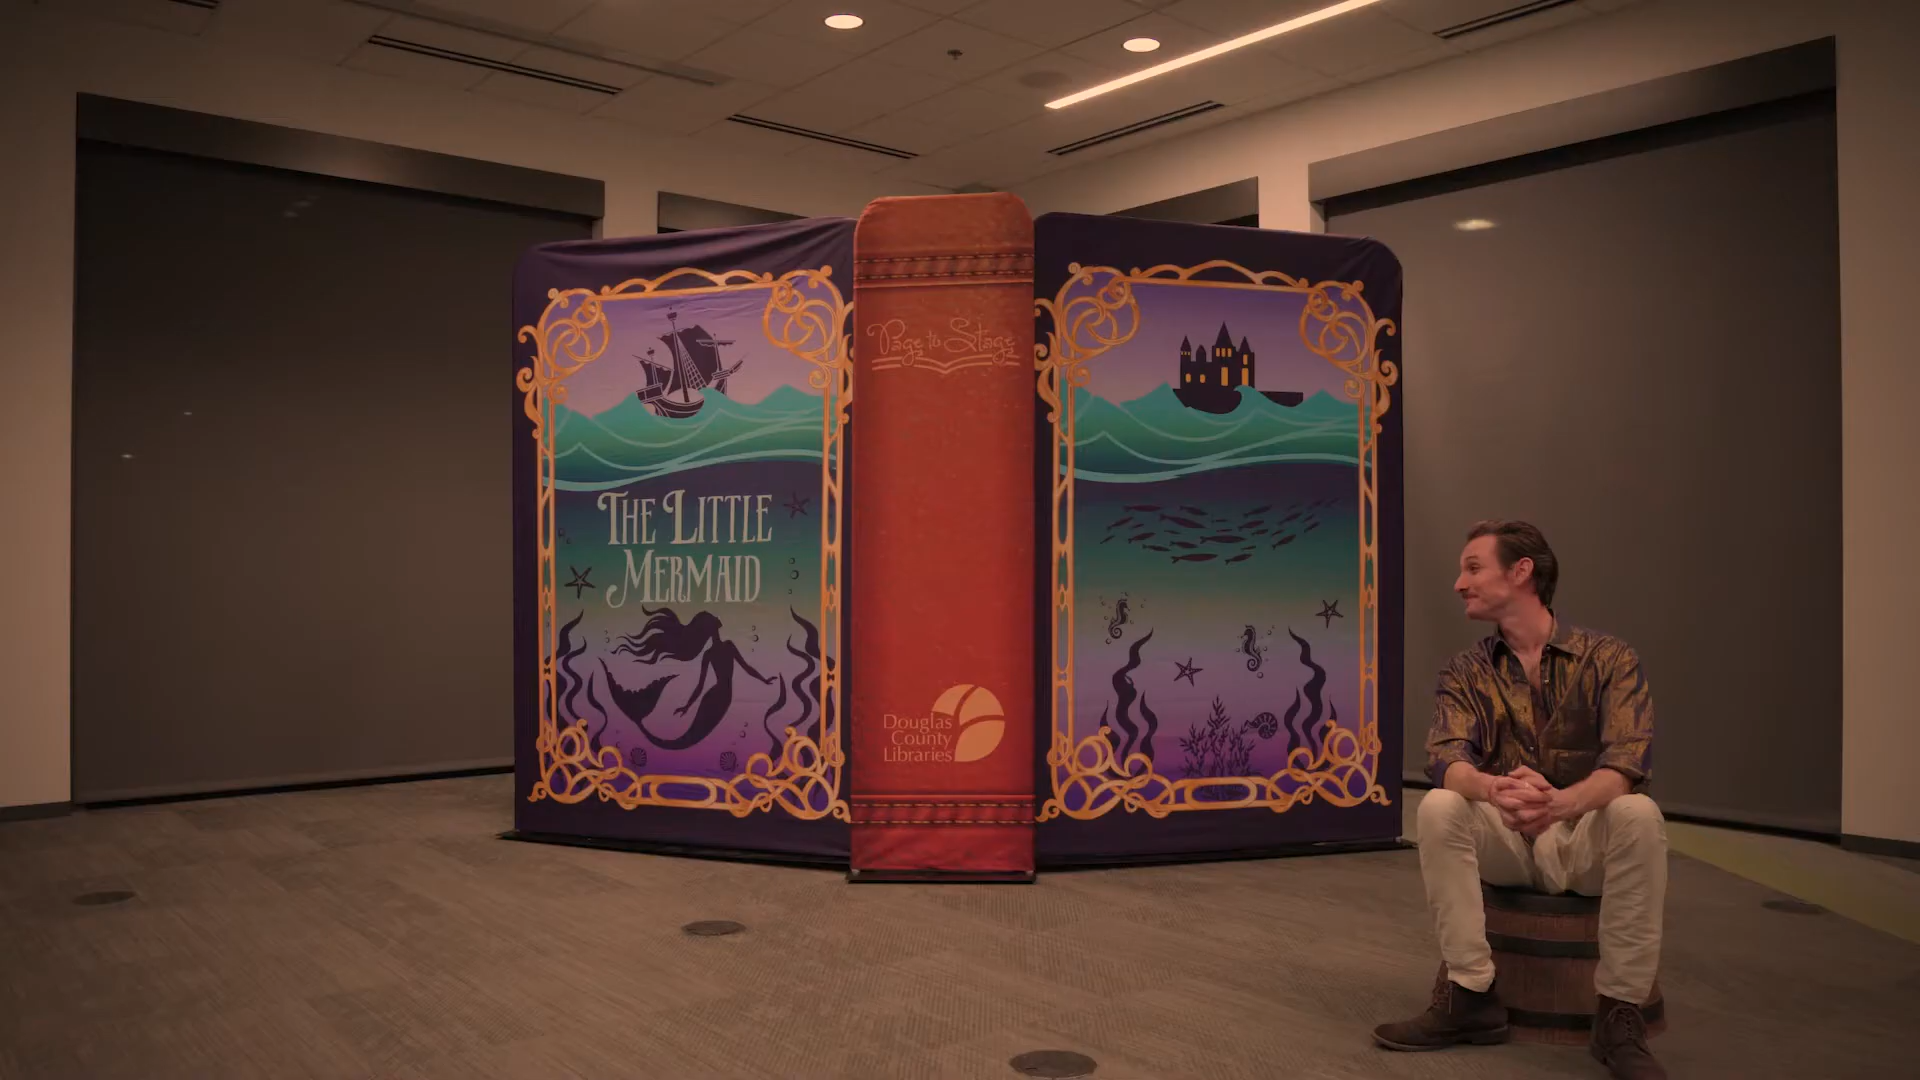 The Little
Mermaid
Page to Stage
Douglas
County
Libraries